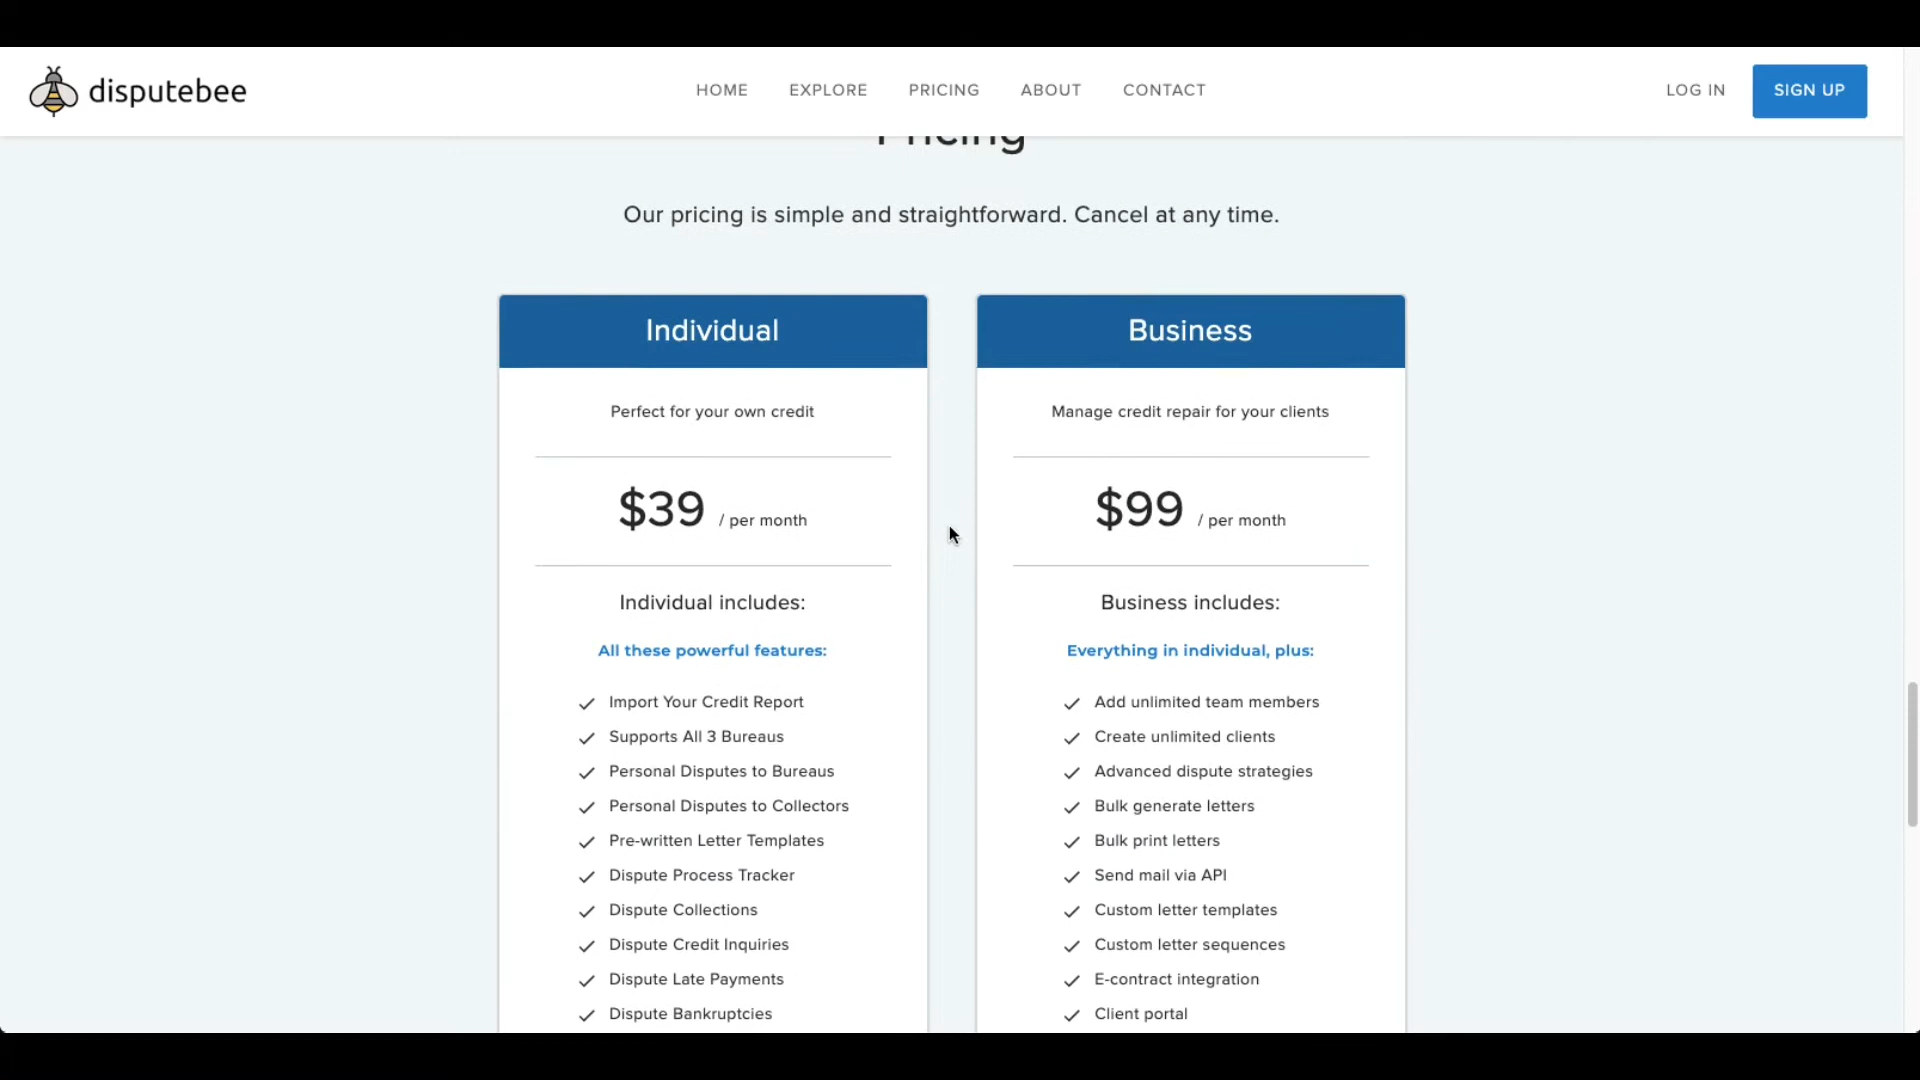 disputebee
HOME EXPLORE PRICING ABOUT CONTACT
LOG IN SIGN UP
Pricing
Our pricing is simple and straightforward. Cancel at any time.
Individual
Perfect for your own credit
$39 / per month
Individual includes:
All these powerful features:
Import Your Credit Report
Supports All 3 Bureaus
Personal Disputes to Bureaus
Personal Disputes to Collectors
Pre-written Letter Templates
Dispute Process Tracker
Dispute Collections
Dispute Credit Inquiries
Dispute Late Payments
Dispute Bankruptcies
Business
Manage credit repair for your clients
$99 / per month
Business includes:
Everything in individual, plus:
Add unlimited team members
Create unlimited clients
Advanced dispute strategies
Bulk generate letters
Bulk print letters
Send mail via API
Custom letter templates
Custom letter sequences
E-contract integration
Client portal